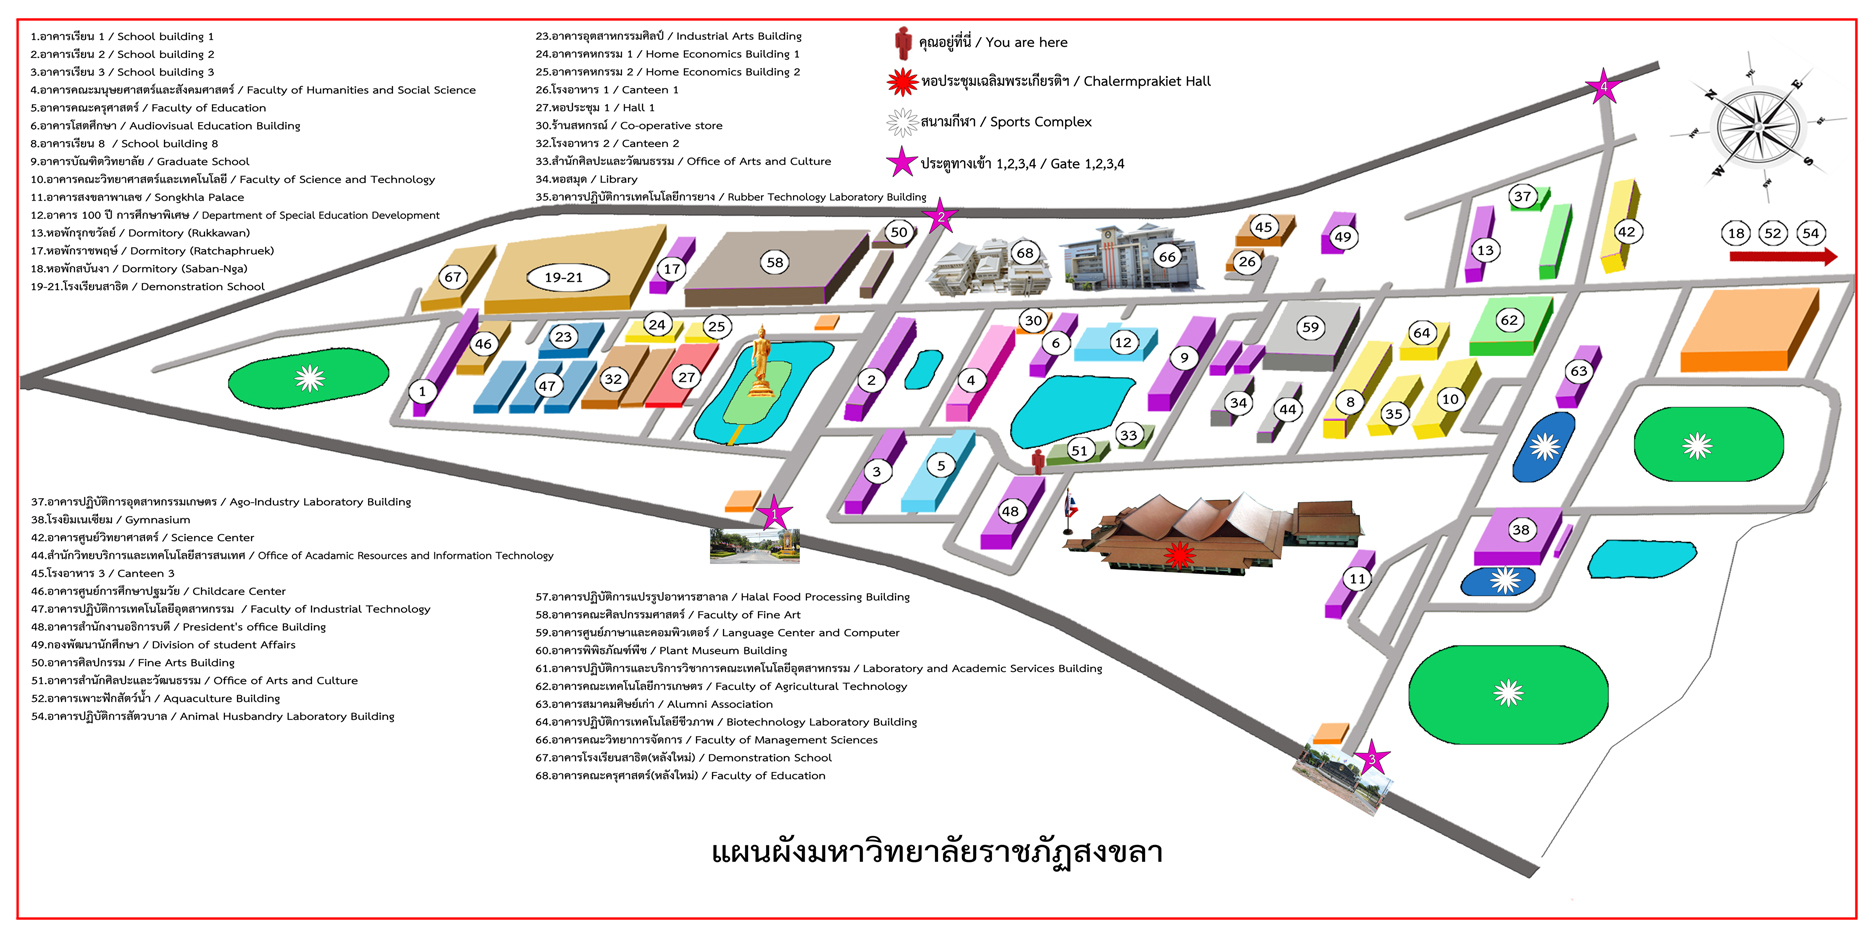 1.อาคารเรียน 1 / School building 1
2.อาคารเรียน 2 / School building 2
3.อาคารเรียน 3 / School building 3
4.อาคารคณะมนุษยศาสตร์และสังคมศาสตร์ / Faculty of Humanities and Social Science
5.อาคารคณะครุศาสตร์ / Faculty of Education
6.อาคารโสตศึกษา / Audiovisual Education Building
8.อาคารเรียน 8 / School building 8
9.อาคารบัณฑิตวิทยาลัย / Graduate School
10.อาคารคณะวิทยาศาสตร์และเทคโนโลยี / Faculty of Science and Technology
11.อาคารสงขลาพาเลซ / Songkhla Palace
12.อาคาร 100 ปี การศึกษาพิเศษ / Department of Special Education Development
13.หอพักรุกขวัลย์ / Dormitory (Rukkawan)
17.หอพักราชพฤษ์ / Dormitory (Ratchaphruek)
18.หอพักสบันงา / Dormitory (Saban-Nga)
19-21.โรงเรียนสาธิต / Demonstration School
23.อาคารอุตสาหกรรมศิลป์ / Industrial Arts Building
24.อาคารคหกรรม 1 / Home Economics Building 1
25.อาคารคหกรรม 2 / Home Economics Building 2
26.โรงอาหาร 1 / Canteen 1
27.หอประชุม 1 / Hall 1
30.ร้านสหกรณ์ / Co-operative store
32.โรงอาหาร 2 / Canteen 2
33.สำนักศิลปะและวัฒนธรรม / Office of Arts and Culture
34.หอสมุด / Library
35.อาคารปฏิบัติการเทคโนโลยีการยาง / Rubber Technology Laboratory Building
คุณอยู่ที่นี่ / You are here
หอประชุมเฉลิมพระเกียรติฯ / Chalermprakiet Hall
สนามกีฬา / Sports Complex
ประตูทางเข้า 1,2,3,4 / Gate 1,2,3,4
4
NE
N
E
NW
SE
W
S
SW
37
18 52 54
42
13
2
50
45
49
68
66
26
67
19-21
17
58
46
23
24
25
1
47
32
27
2
4
30
6
12
9
59
64
62
63
34
44
8
35
10
3
5
51
33
48
1
38
11
3
37.อาคารปฏิบัติการอุตสาหกรรมเกษตร / Ago-Industry Laboratory Building
38.โรงยิมเนเซียม / Gymnasium
42.อาคารศูนย์วิทยาศาสตร์ / Science Center
44.สำนักวิทยบริการและเทคโนโลยีสารสนเทศ / Office of Acadamic Resources and Information Technology
45.โรงอาหาร 3 / Canteen 3
46.อาคารศูนย์การศึกษาปฐมวัย / Childcare Center
47.อาคารปฏิบัติการเทคโนโลยีอุตสาหกรรม / Faculty of Industrial Technology
48.อาคารสำนักงานอธิการบดี / President's office Building
49.กองพัฒนานักศึกษา / Division of student Affairs
50.อาคารศิลปกรรม / Fine Arts Building
51.อาคารสำนักศิลปะและวัฒนธรรม / Office of Arts and Culture
52.อาคารเพาะฟักสัตว์น้ำ / Aquaculture Building
54.อาคารปฏิบัติการสัตวบาล / Animal Husbandry Laboratory Building
57.อาคารปฏิบัติการแปรรูปอาหารฮาลาล / Halal Food Processing Building
58.อาคารคณะศิลปกรรมศาสตร์ / Faculty of Fine Art
59.อาคารศูนย์ภาษาและคอมพิวเตอร์ / Language Center and Computer
60.อาคารพิพิธภัณฑ์พืช / Plant Museum Building
61.อาคารปฏิบัติการและบริการวิชาการคณะเทคโนโลยีอุตสาหกรรม / Laboratory and Academic Services Building
62.อาคารคณะเทคโนโลยีการเกษตร / Faculty of Agricultural Technology
63.อาคารสมาคมศิษย์เก่า / Alumni Association
64.อาคารปฏิบัติการเทคโนโลยีชีวภาพ / Biotechnology Laboratory Building
66.อาคารคณะวิทยาการจัดการ / Faculty of Management Sciences
67.อาคารโรงเรียนสาธิต(หลังใหม่) / Demonstration School
68.อาคารคณะครุศาสตร์(หลังใหม่) / Faculty of Education
แผนผังมหาวิทยาลัยราชภัฏสงขลา